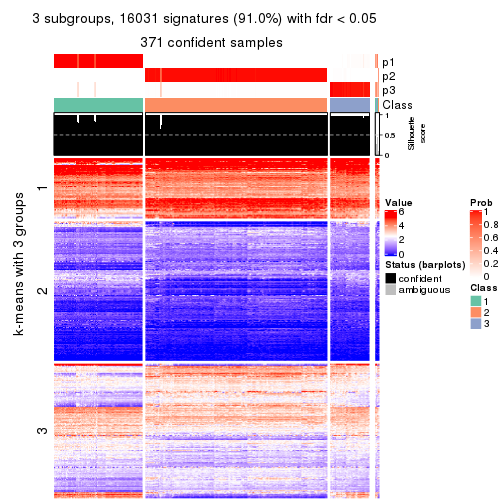 3 subgroups, 16031 signatures (91.0%) with fdr < 0.05
371 confident samples
p1
p2
p3
Class
1
0.5
0
Silhouette
score
k-means with 3 groups
1
2
3
Value
6
4
2
0
Status (barplots)
confident
ambiguous
Prob
1
0.8
0.6
0.4
0.2
0
Class
1
2
3